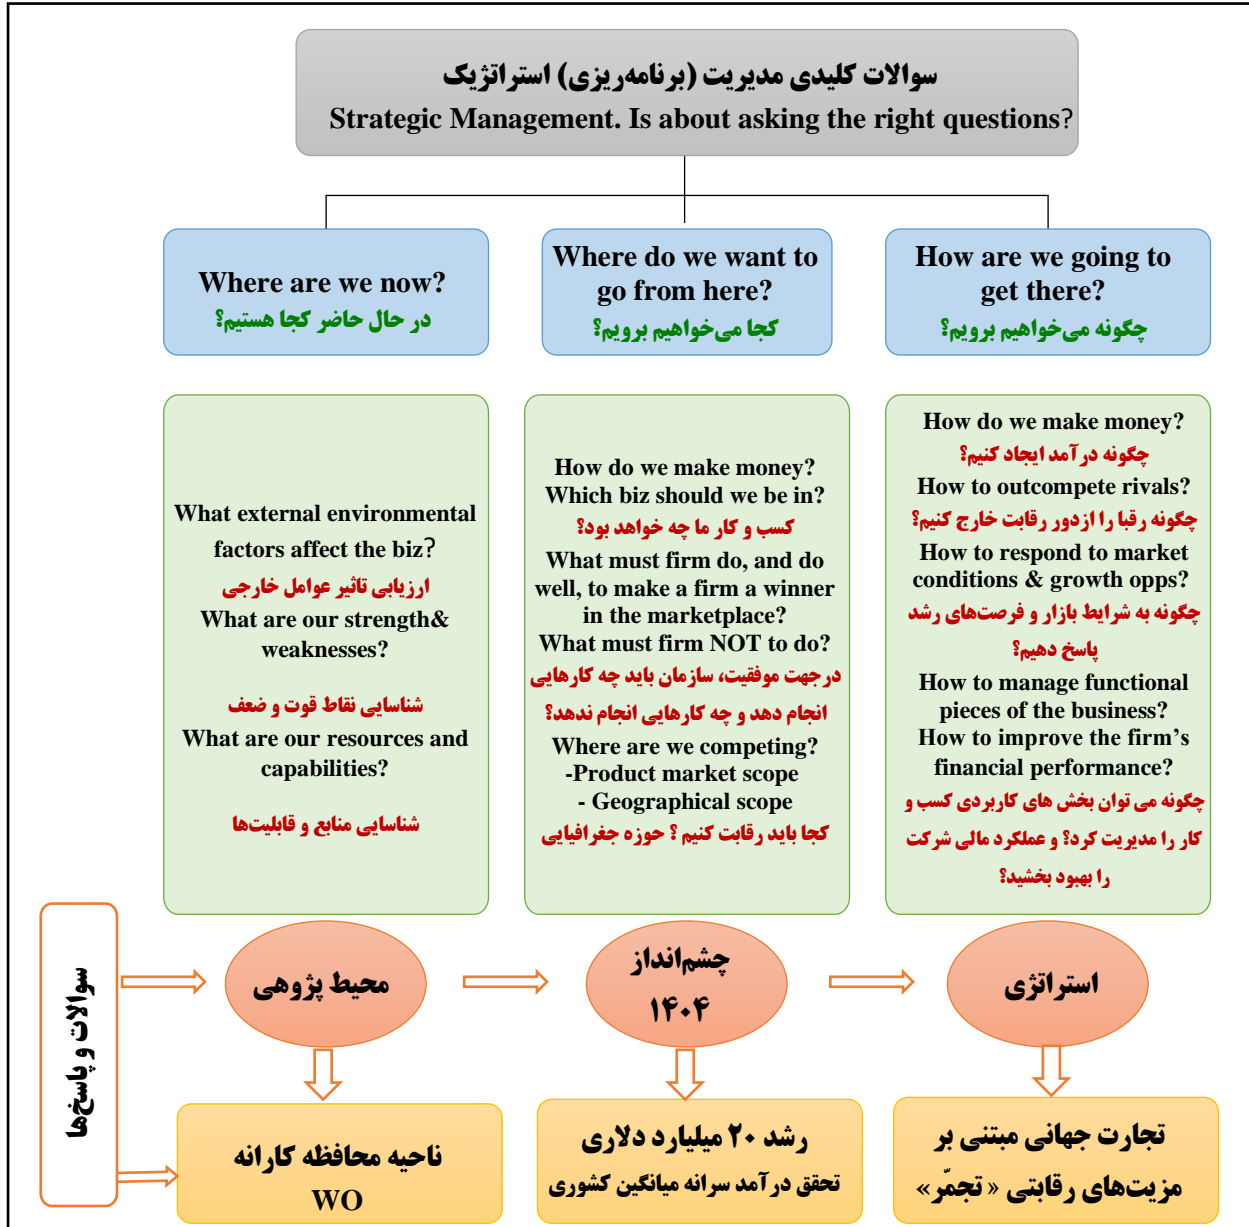 سوالات کلیدی مدیریت (برنامه‌ریزی) استراتژیک
Strategic Management. Is about asking the right questions?
Where are we now?
در حال حاضر کجا هستیم؟
Where do we want to
go from here?
کجا می‌خواهیم برویم؟
How are we going to
get there?
چگونه می‌خواهیم برویم؟
What external environmental
factors affect the biz?
ارزیابی تاثیر عوامل خارجی
What are our strength&
weaknesses?
شناسایی نقاط قوت و ضعف
What are our resources and
capabilities?
شناسایی منابع و قابلیت‌ها
How do we make money?
Which biz should we be in?
کسب و کار ما چه خواهد بود؟
What must firm do, and do
well, to make a firm a winner
in the marketplace?
What must firm NOT to do?
درجهت موفقیت، سازمان باید چه کارهایی
انجام دهد و چه کارهایی انجام ندهد؟
Where are we competing?
-Product market scope
- Geographical scope
کجا باید رقابت کنیم ؟ حوزه جغرافیایی
How do we make money?
چگونه درآمد ایجاد کنیم؟
How to outcompete rivals?
چگونه رقبا را ازدور رقابت خارج کنیم؟
How to respond to market
conditions & growth opps?
چگونه به شرایط بازار و فرصت‌های رشد
پاسخ دهیم؟
How to manage functional
pieces of the business?
How to improve the firm’s
financial performance?
چگونه می توان بخش های کاربردی کسب و
کار را مدیریت کرد؟ و عملکرد مالی شرکت
را بهبود بخشید؟
سوالات و پاسخ‌ها
محیط پژوهی
چشم‌انداز
۱۴۰۴
استراتژی
ناحیه محافظه کارانه
WO
رشد ۲۰ میلیارد دلاری
تحقق درآمد سرانه میانگین کشوری
تجارت جهانی مبتنی بر
مزیت‌های رقابتی « تجمّر»